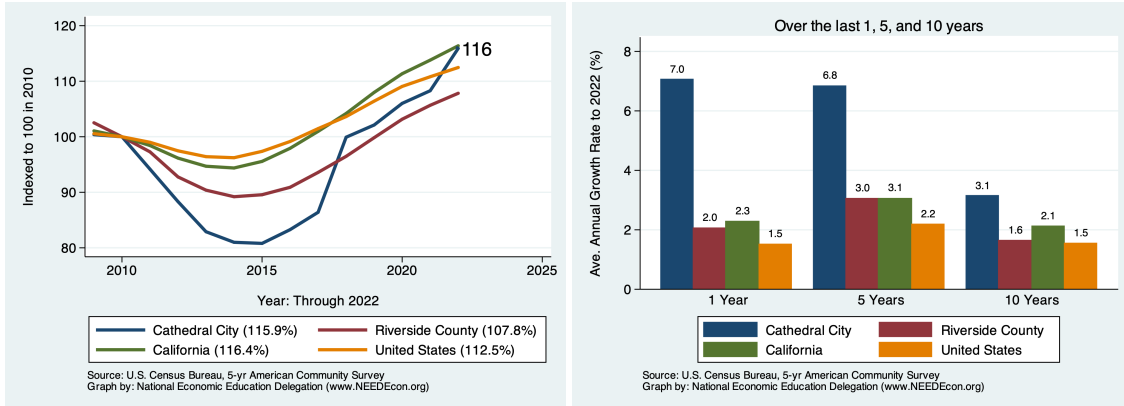 120
110
100
90
80
Indexed to 100 in 2010
116
2010
2015
2020
2025
Year: Through 2022
Cathedral City (115.9%)
Riverside County (107.8%)
California (116.4%)
United States (112.5%)
Source: U.S. Census Bureau, 5-yr American Community Survey
Graph by: National Economic Education Delegation (www.NEEDEcon.org)
Over the last 1, 5, and 10 years
Ave. Annual Growth Rate to 2022 (%)
8
6
4
2
0
7.0
2.0
2.3
1.5
6.8
3.0
3.1
2.2
3.1
1.6
2.1
1.5
1 Year
5 Years
10 Years
Cathedral City
Riverside County
California
United States
Source: U.S. Census Bureau, 5-yr American Community Survey
Graph by: National Economic Education Delegation (www.NEEDEcon.org)